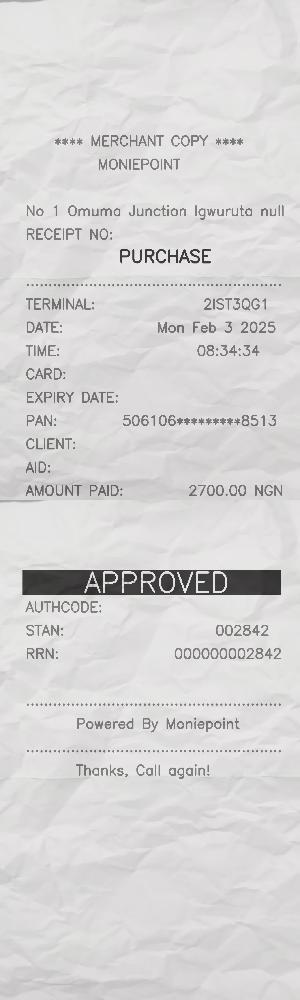 **** MERCHANT COPY ****
MONIEPOINT
No 1 Omuma Junction Igwuruta null
RECEIPT NO:
PURCHASE
TERMINAL: 2IST3QG1
DATE: Mon Feb 3 2025
TIME: 08:34:34
CARD:
EXPIRY DATE:
PAN: 506106*********8513
CLIENT:
AID:
AMOUNT PAID: 2700.00 NGN
APPROVED
AUTHCODE:
STAN: 002842
RRN: 000000002842
Powered By Moniepoint
Thanks, Call again!